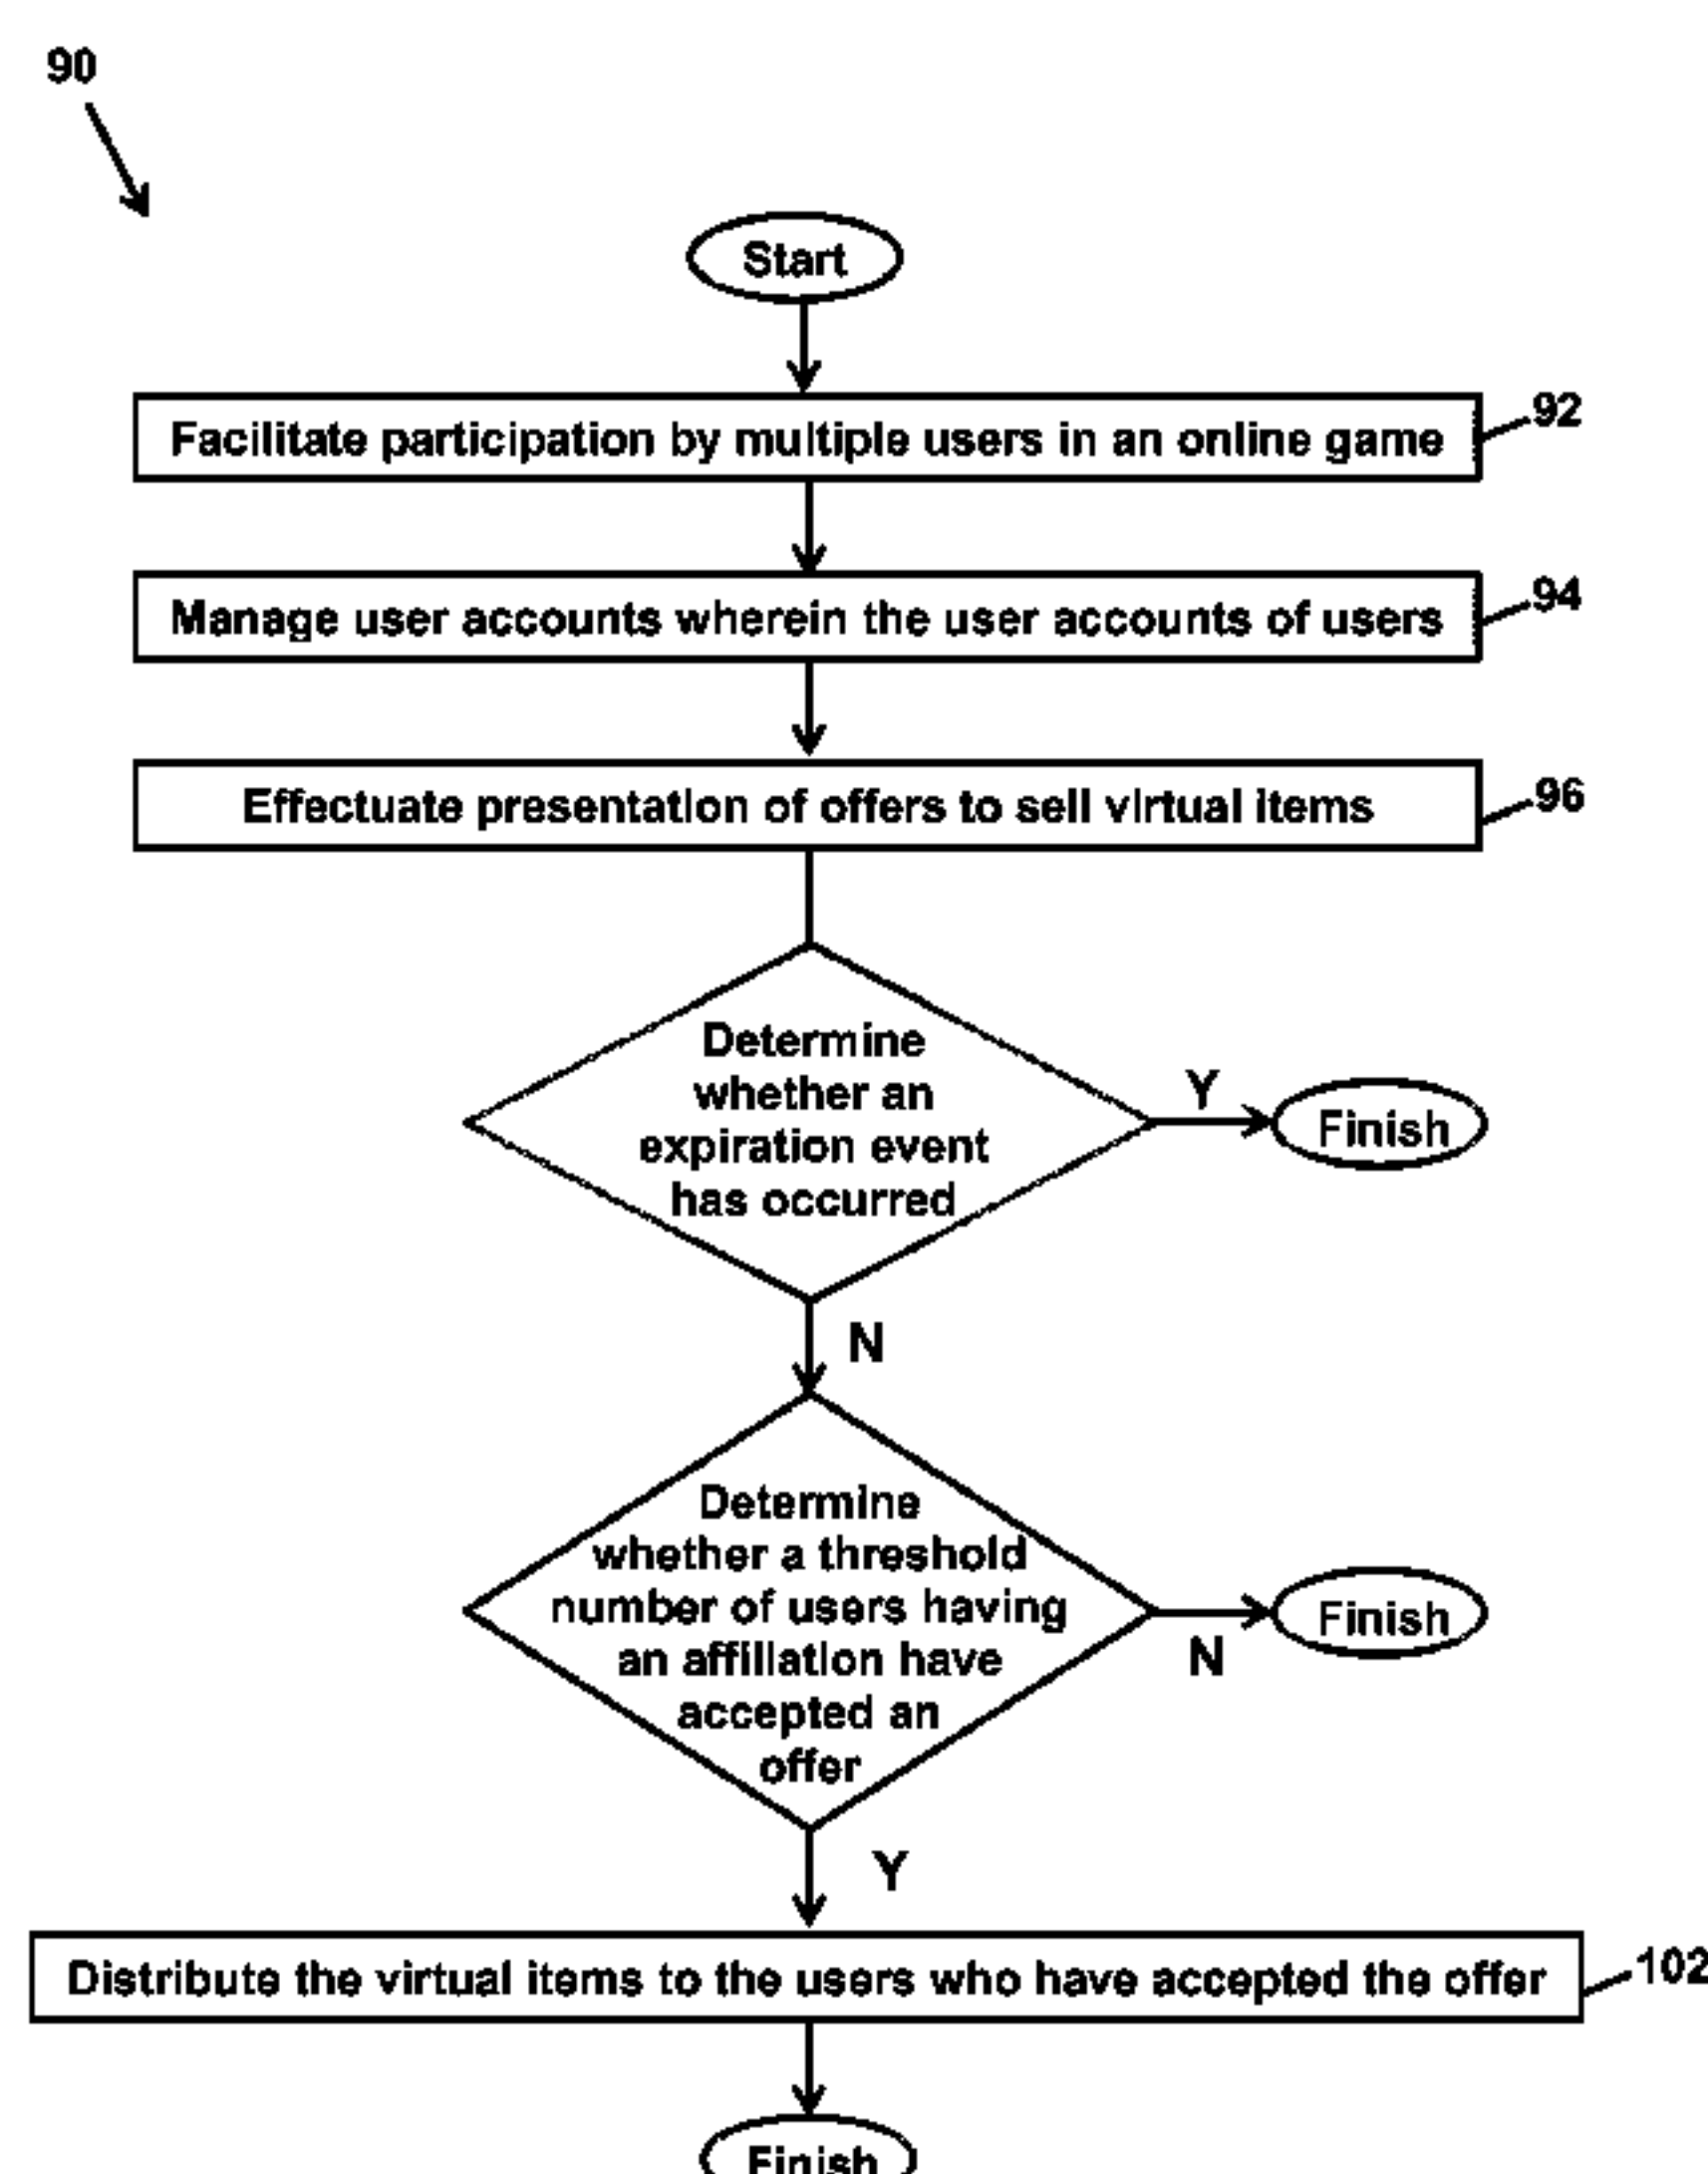 90
Start
Facilitate participation by multiple users in an online game
92
Manage user accounts wherein the user accounts of users
94
Effectuate presentation of offers to sell virtual items
96
Determine
whether an
expiration event
has occurred
Y
Finish
N
Determine
whether a threshold
number of users having
an affiliation have
accepted an
offer
Finish
N
Y
Distribute the virtual items to the users who have accepted the offer
102
Finish